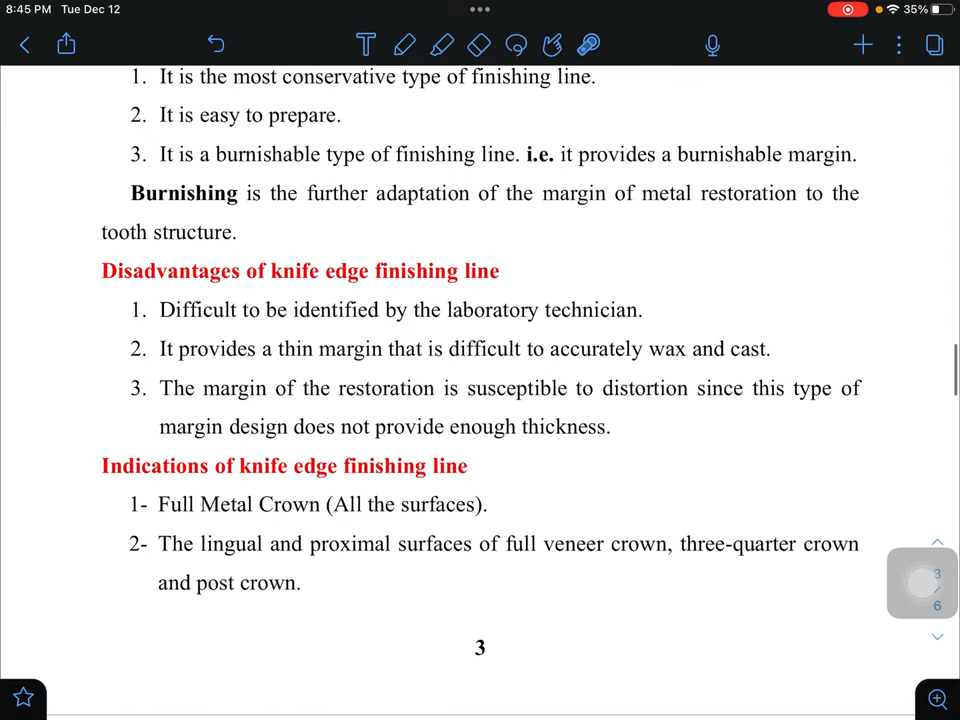 8:45 PM Tue Dec 12
35%
1. It is the most conservative type of finishing line.
2. It is easy to prepare.
3. It is a burnishable type of finishing line. i.e. it provides a burnishable margin.
Burnishing is the further adaptation of the margin of metal restoration to the
tooth structure.
Disadvantages of knife edge finishing line
1. Difficult to be identified by the laboratory technician.
2. It provides a thin margin that is difficult to accurately wax and cast.
3. The margin of the restoration is susceptible to distortion since this type of
margin design does not provide enough thickness.
Indications of knife edge finishing line
1- Full Metal Crown (All the surfaces).
2- The lingual and proximal surfaces of full veneer crown, three-quarter crown
and post crown.
3
/
6
3